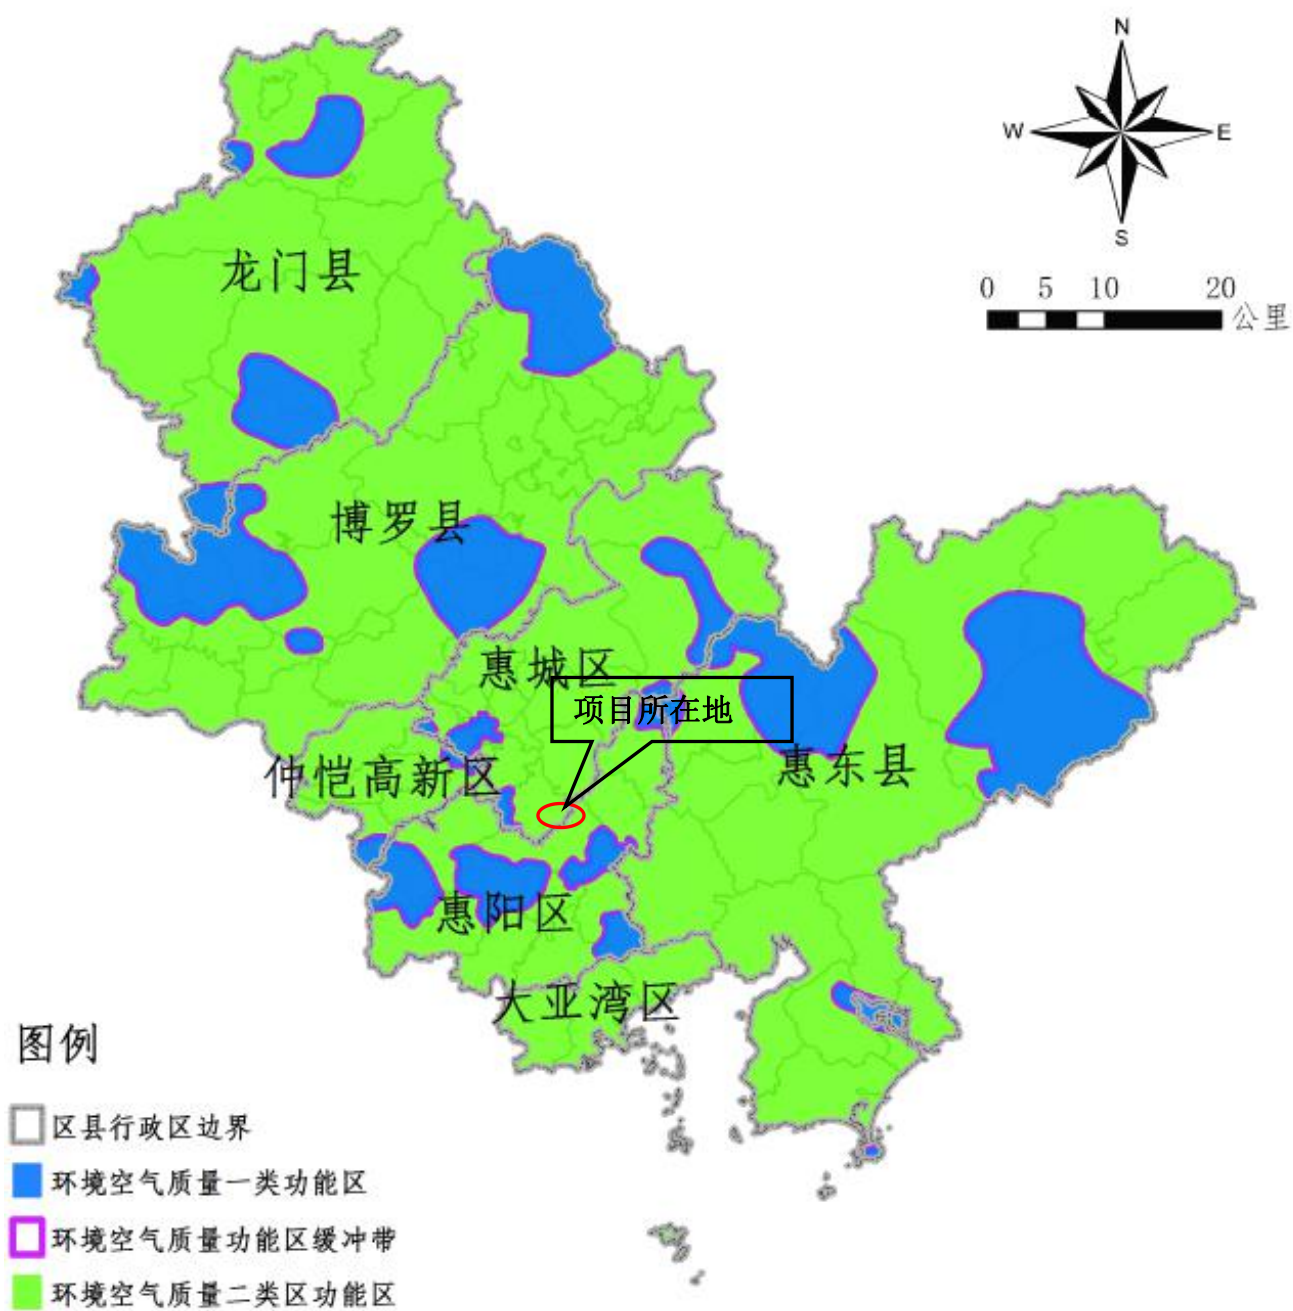 N
W
E
S
0 5 10 20
公里
龙门县
博罗县
惠城区
项目所在地
仲恺高新区
惠东县
惠阳区
大亚湾区
图例
区县行政区边界
环境空气质量一类功能区
环境空气质量功能区缓冲带
环境空气质量二类区功能区